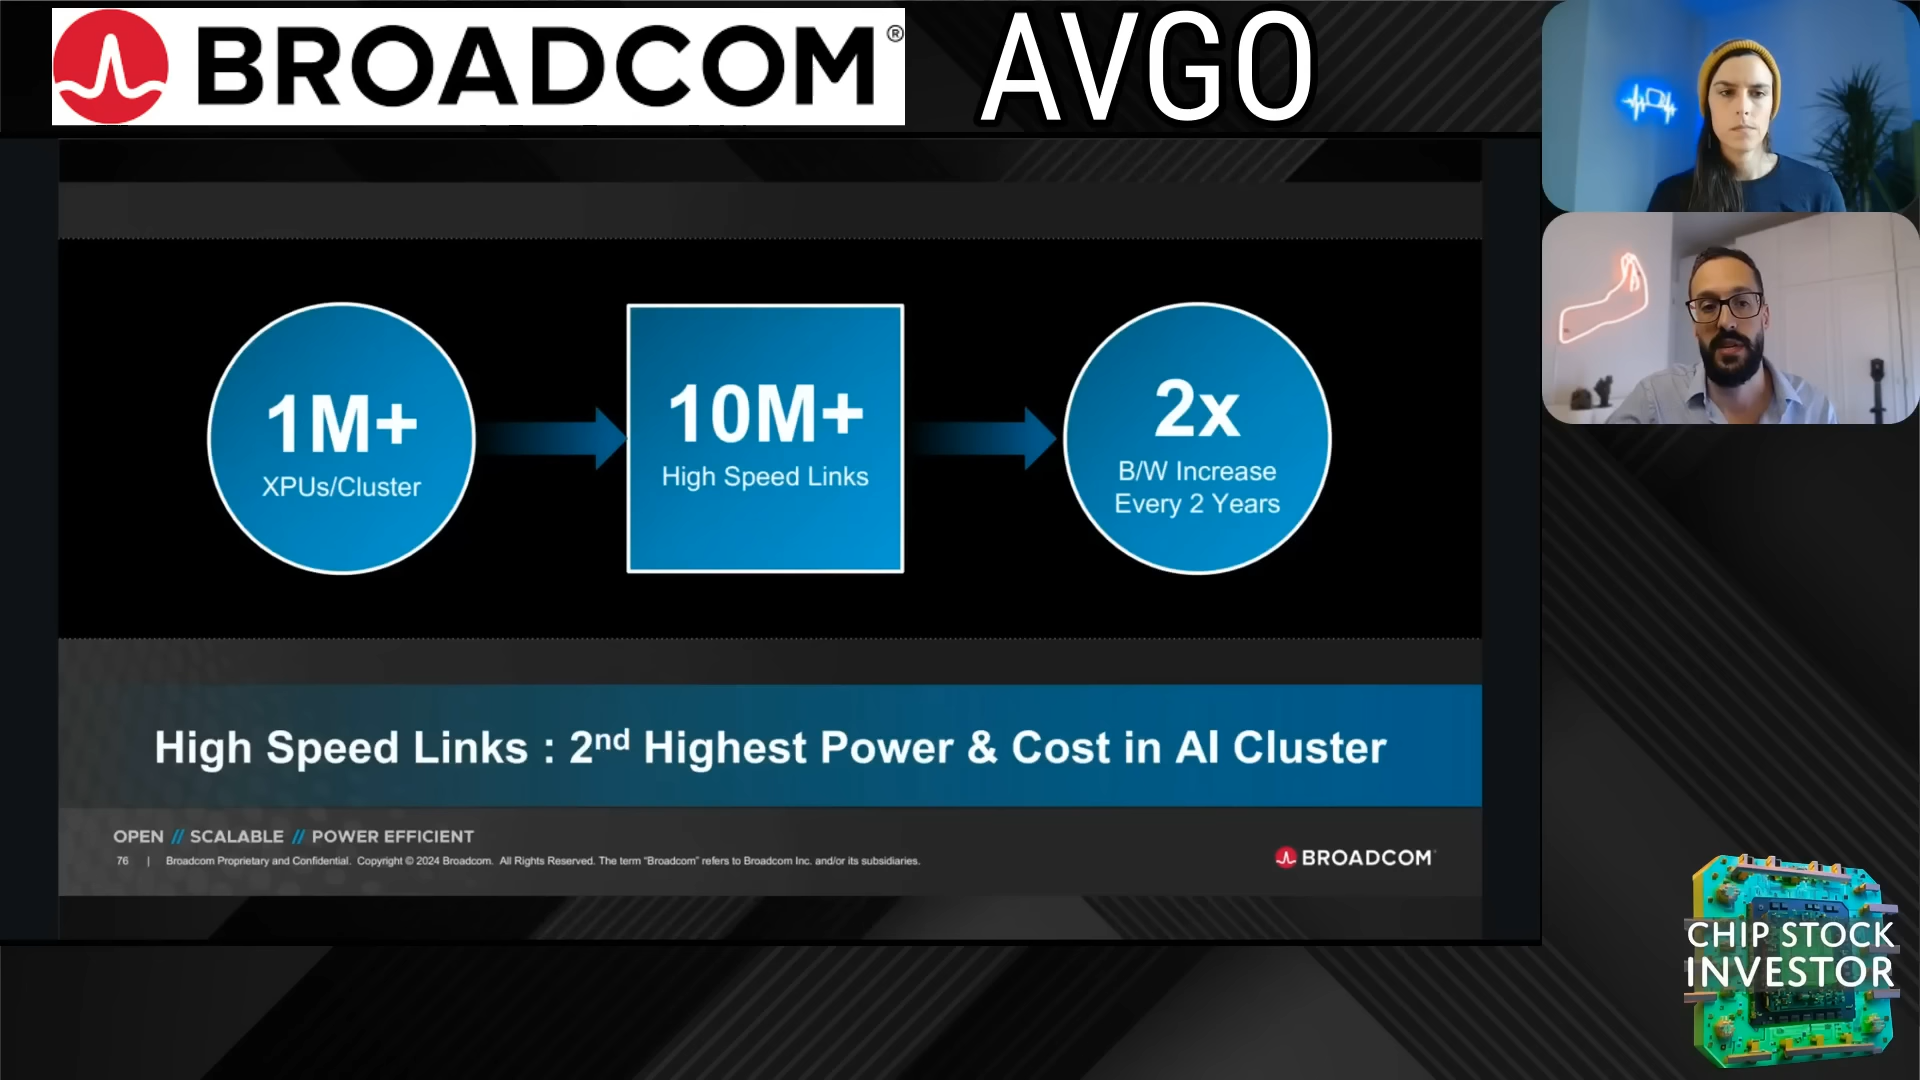 BROADCOM®
AVGO
1M+
XPUs/Cluster
10M+
High Speed Links
2x
B/W Increase
Every 2 Years
High Speed Links : 2nd Highest Power & Cost in AI Cluster
OPEN // SCALABLE // POWER EFFICIENT
76 | Broadcom Proprietary and Confidential. Copyright © 2024 Broadcom. All Rights Reserved. The term “Broadcom” refers to Broadcom Inc. and/or its subsidiaries.
BROADCOM
CHIP STOCK
INVESTOR